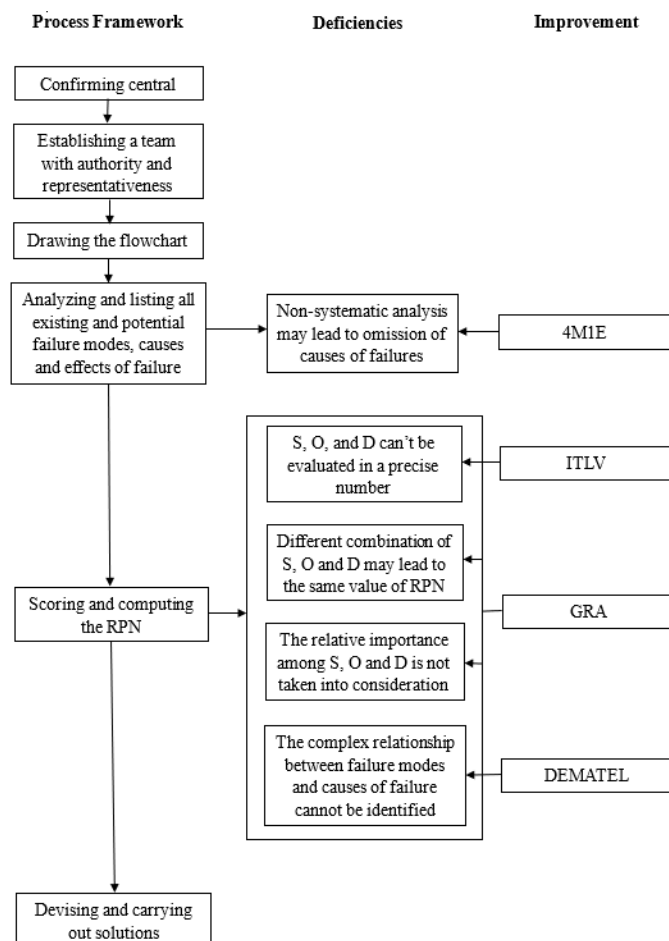 Process Framework
Deficiencies
Improvement
Confirming central
Establishing a team
with authority and
representativeness
Drawing the flowchart
Analyzing and listing all
existing and potential
failure modes, causes
and effects of failure
Non-systematic analysis
may lead to omission of
causes of failures
4M1E
S, O, and D can't be
evaluated in a precise
number
ITLV
Different combination of
S, O and D may lead to
the same value of RPN
Scoring and computing
the RPN
GRA
The relative importance
among S, O and D is not
taken into consideration
The complex relationship
between failure modes
and causes of failure
cannot be identified
DEMATEL
Devising and carrying
out solutions